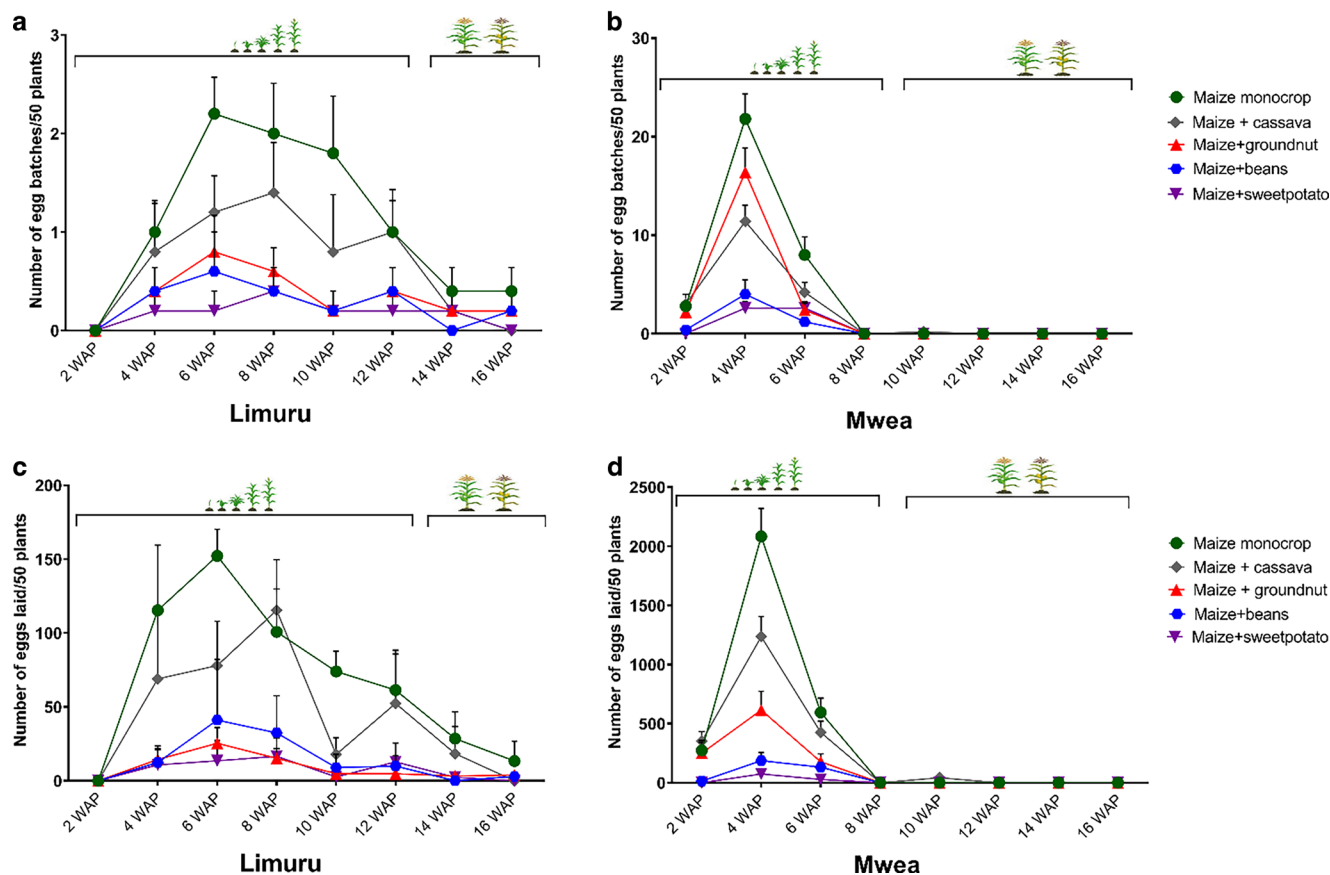 a
Number of egg batches/50 plants
3
2
1
0
2 WAP
4 WAP
6 WAP
8 WAP
10 WAP
12 WAP
14 WAP
16 WAP
Limuru
b
Number of egg batches/50 plants
30
20
10
0
2 WAP
4 WAP
6 WAP
8 WAP
10 WAP
12 WAP
14 WAP
16 WAP
Mwea
Maize monocrop
Maize + cassava
Maize+groundnut
Maize+beans
Maize+sweetpotato
c
Number of eggs laid/50 plants
200
150
100
50
0
2 WAP
4 WAP
6 WAP
8 WAP
10 WAP
12 WAP
14 WAP
16 WAP
Limuru
d
Number of eggs laid/50 plants
2500
2000
1500
1000
500
0
2 WAP
4 WAP
6 WAP
8 WAP
10 WAP
12 WAP
14 WAP
16 WAP
Mwea
Maize monocrop
Maize + cassava
Maize + groundnut
Maize+beans
Maize+sweetpotato